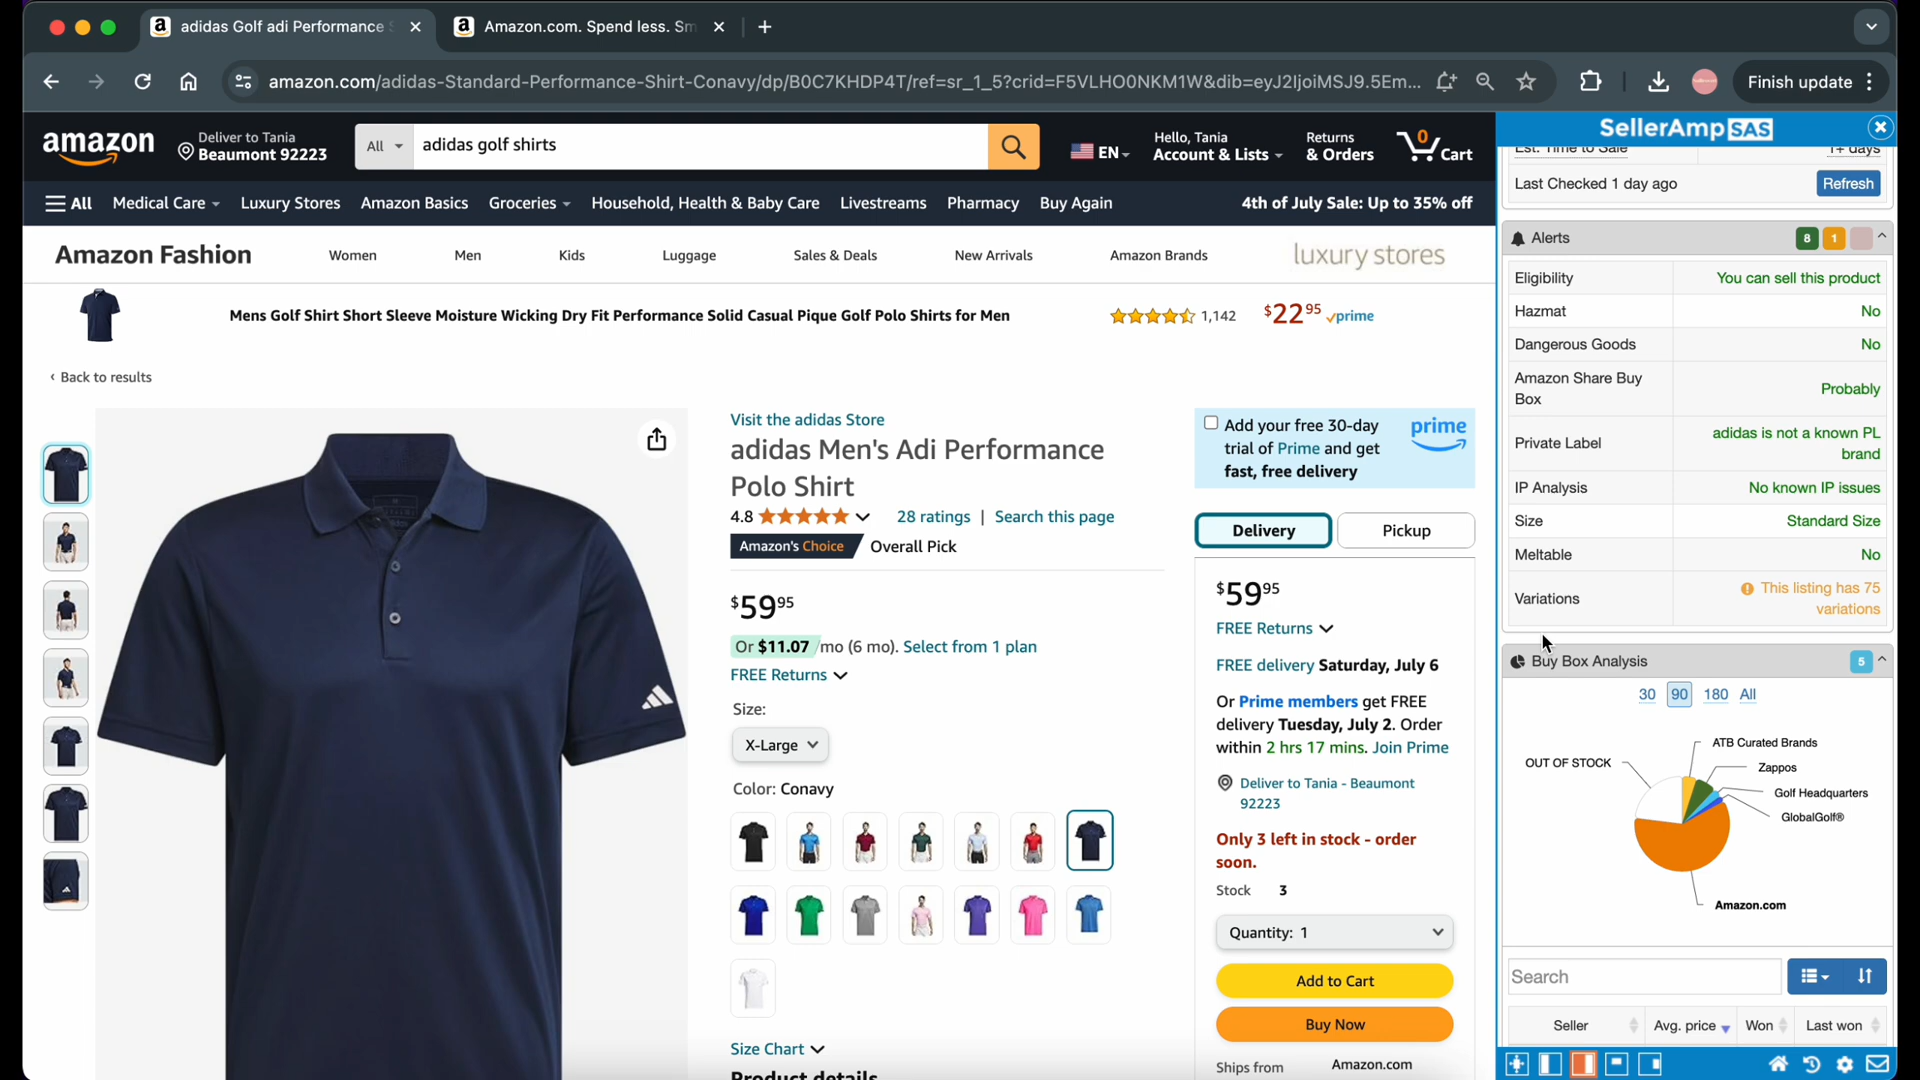 adidas Golf adi Performance S
Amazon.com. Spend less. Sm
amazon.com/adidas-Standard-Performance-Shirt-Conavy/dp/B0C7KHDP4T/ref=sr_1_5?crid=F5VLHO0NKM1W&dib=eyJ2IjoiMSJ9.5Em...
Finish update
amazon
Deliver to Tania
Beaumont 92223
All
adidas golf shirts
EN
Hello, Tania
Account & Lists
Returns
& Orders
0
Cart
All
Medical Care
Luxury Stores
Amazon Basics
Groceries
Household, Health & Baby Care
Livestreams
Pharmacy
Buy Again
4th of July Sale: Up to 35% off
Amazon Fashion
Women
Men
Kids
Luggage
Sales & Deals
New Arrivals
Amazon Brands
luxury stores
Mens Golf Shirt Short Sleeve Moisture Wicking Dry Fit Performance Solid Casual Pique Golf Polo Shirts for Men
1,142
$22 95
prime
‹ Back to results
Visit the adidas Store
adidas Men's Adi Performance
Polo Shirt
4.8
28 ratings | Search this page
Amazon's Choice
Overall Pick
$59 95
Or $11.07 /mo (6 mo). Select from 1 plan
FREE Returns
Size:
X-Large
Color: Conavy
Size Chart
Product details
Add your free 30-day
trial of Prime and get
fast, free delivery
prime
Delivery
Pickup
$59 95
FREE Returns
FREE delivery Saturday, July 6
Or Prime members get FREE
delivery Tuesday, July 2. Order
within 2 hrs 17 mins. Join Prime
Deliver to Tania - Beaumont
92223
Only 3 left in stock - order
soon.
Stock 3
Quantity: 1
Add to Cart
Buy Now
Ships from
Amazon.com
SellerAmp SAS
Est. Time to Sale
1+ days
Last Checked 1 day ago
Refresh
Alerts
8
1
Eligibility
You can sell this product
Hazmat
No
Dangerous Goods
No
Amazon Share Buy
Box
Probably
Private Label
adidas is not a known PL
brand
IP Analysis
No known IP issues
Size
Standard Size
Meltable
No
Variations
This listing has 75
variations
Buy Box Analysis
5
30
90
180
All
ATB Curated Brands
OUT OF STOCK
Zappos
Golf Headquarters
GlobalGolf®
Amazon.com
Search
Seller
Avg. price
Won
Last won